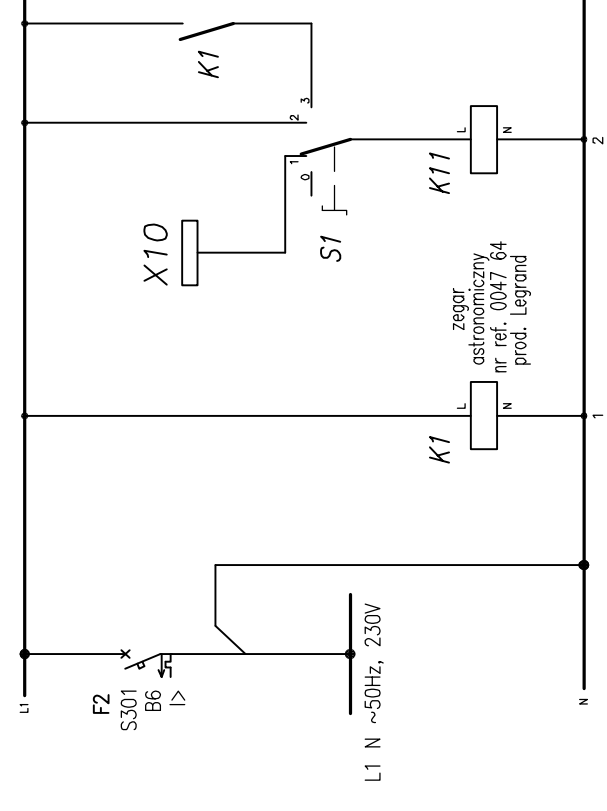 L1
F2
S301
B6
I>
L1 N ~50Hz, 230V
N
K1
L
N
1
zegar
astronomiczny
nr ref. 0047 64
prod. Legrand
X10
S1
0
1
2
3
K11
L
N
2
K1